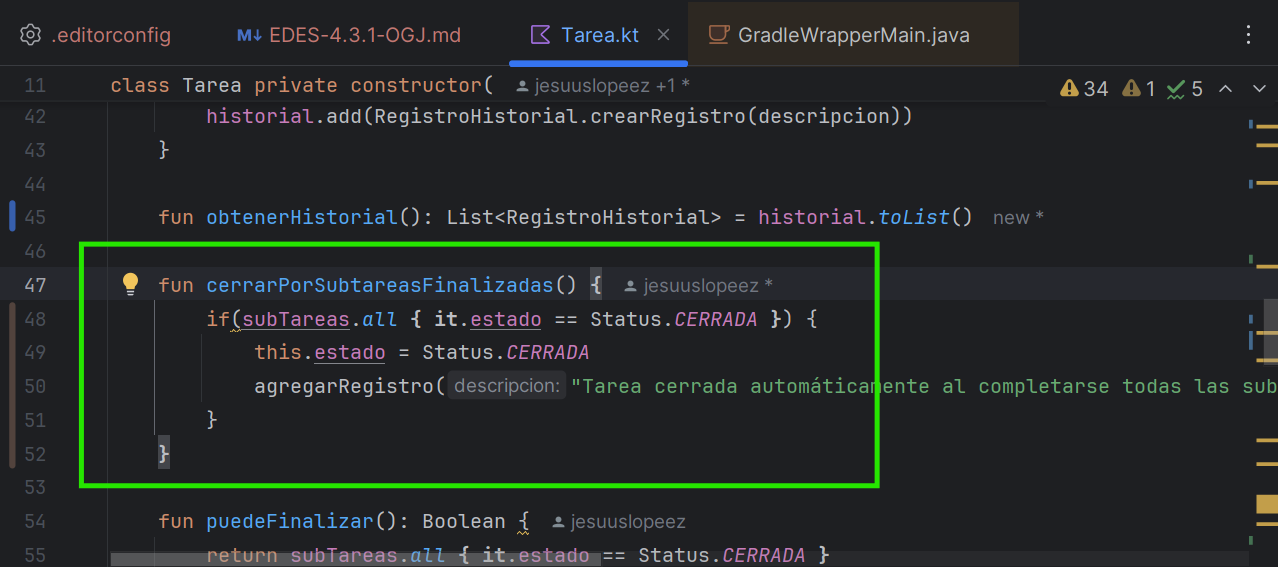 .editorconfig M↓ EDES-4.3.1-OGJ.md Tarea.kt GradleWrapperMain.java
11 class Tarea private constructor( jesuuslopeez +1 * 34 1 5
42 historial.add(RegistroHistorial.crearRegistro(descripcion))
43 }
44
45 fun obtenerHistorial(): List<RegistroHistorial> = historial.toList() new *
46
47 fun cerrarPorSubtareasFinalizadas() { jesuuslopeez *
48 if(subTareas.all { it.estado == Status.CERRADA }) {
49 this.estado = Status.CERRADA
50 agregarRegistro( descripcion: "Tarea cerrada automáticamente al completarse todas las sub
51 }
52 }
53
54 fun puedeFinalizar(): Boolean { jesuuslopeez
55 return subTareas.all { it.estado == Status.CERRADA }